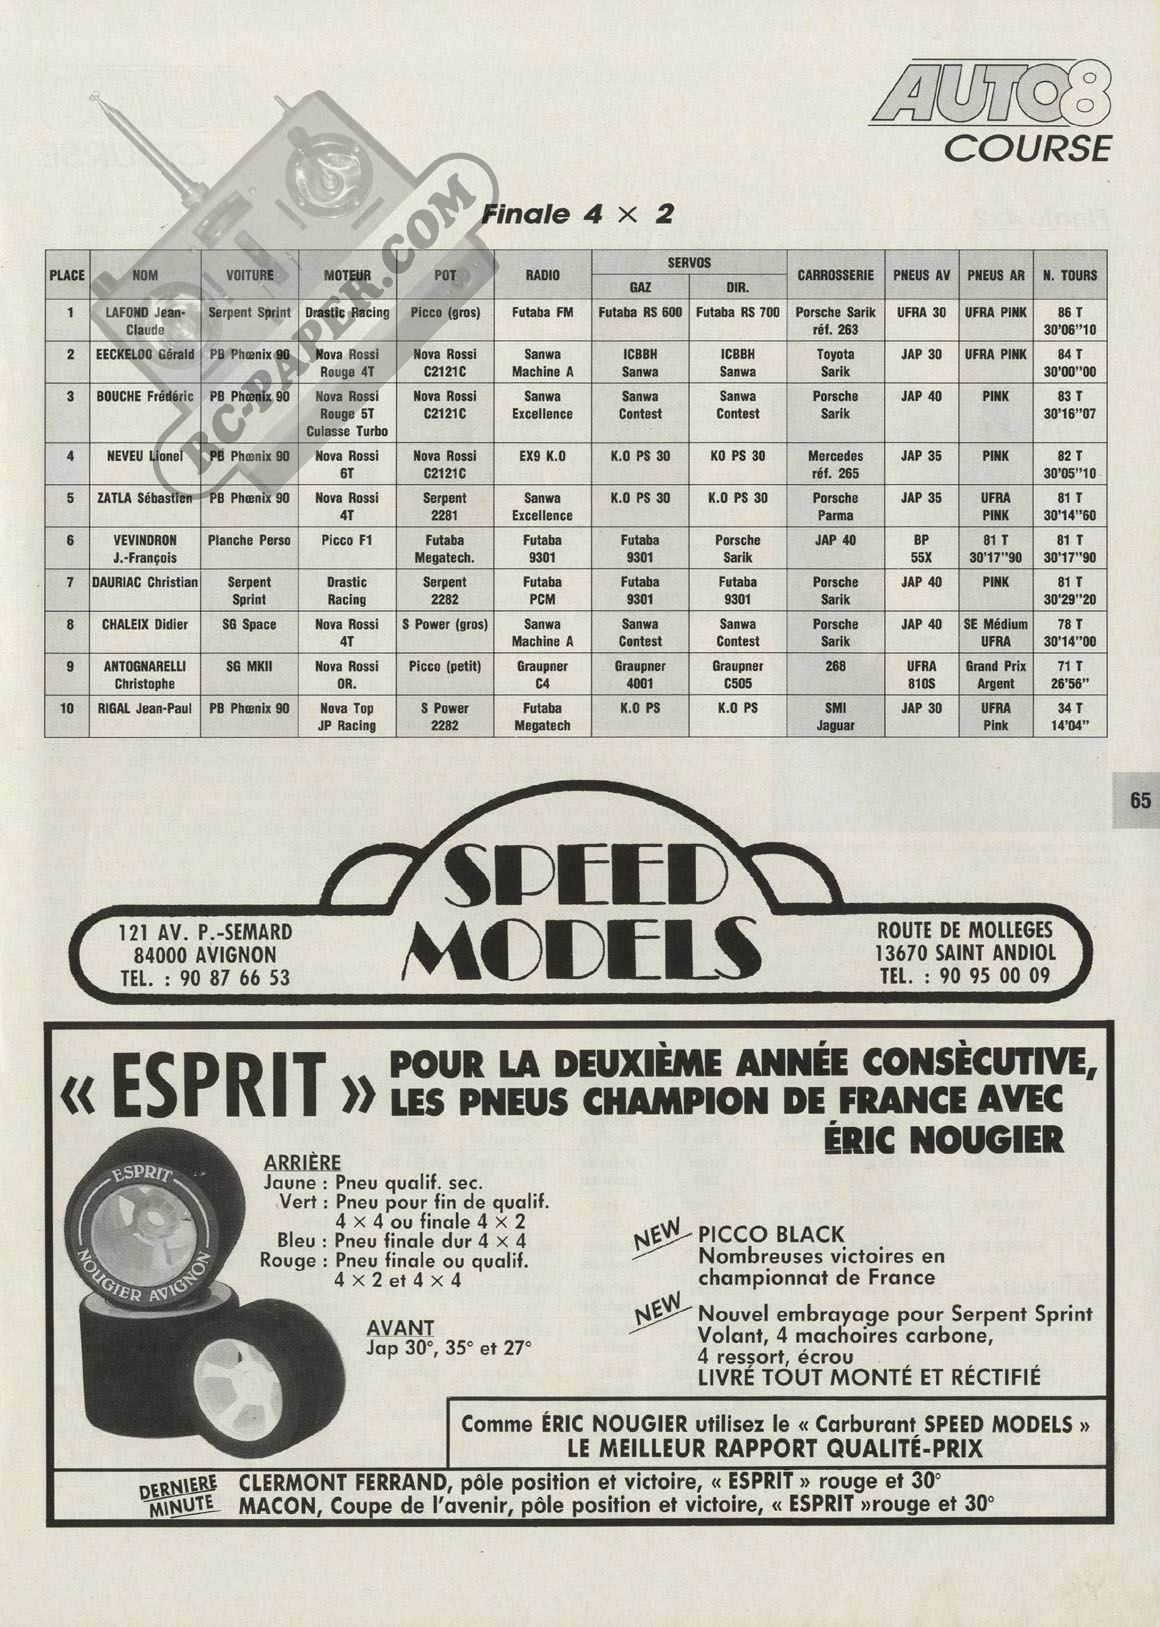 AUTO8
COURSE
RC-PAPER.COM
Finale 4 × 2
PLACE NOM VOITURE MOTEUR POT RADIO SERVOS CARROSSERIE PNEUS AV PNEUS AR N. TOURS
GAZ DIR.
1 LAFOND Jean- Serpent Sprint Drastic Racing Picco (gros) Futaba FM Futaba RS 600 Futaba RS 700 Porsche Sarik UFRA 30 UFRA PINK 86 T
Claude réf. 263 30'06"10
2 EECKELOO Gérald PB Phœnix 90 Nova Rossi Nova Rossi Sanwa ICBBH ICBBH Toyota JAP 30 UFRA PINK 84 T
Rouge 4T C2121C Machine A Sanwa Sanwa Sarik 30'00"00
3 BOUCHE Frédéric PB Phœnix 90 Nova Rossi Nova Rossi Sanwa Sanwa Sanwa Porsche JAP 40 PINK 83 T
Rouge 5T C2121C Excellence Contest Contest Sarik 30'16"07
Culasse Turbo
4 NEVEU Lionel PB Phœnix 90 Nova Rossi Nova Rossi EX9 K.O K.O PS 30 KO PS 30 Mercedes JAP 35 PINK 82 T
6T C2121C réf. 265 30'05"10
5 ZATLA Sébastien PB Phœnix 90 Nova Rossi Serpent Sanwa K.O PS 30 K.O PS 30 Porsche JAP 35 UFRA 81 T
4T 2281 Excellence Parma PINK 30'14"60
6 VEVINDRON Planche Perso Picco F1 Futaba Futaba Futaba Porsche JAP 40 BP 81 T 81 T
J.-François Megatech. 9301 9301 Sarik 55X 30'17"90 30'17"90
7 DAURIAC Christian Serpent Drastic Serpent Futaba Futaba Futaba Porsche JAP 40 PINK 81 T
Sprint Racing 2282 PCM 9301 9301 Sarik 30'29"20
8 CHALEIX Didier SG Space Nova Rossi S Power (gros) Sanwa Sanwa Sanwa Porsche JAP 40 SE Médium 78 T
4T Machine A Contest Contest Sarik UFRA 30'14"00
9 ANTOGNARELLI SG MKII Nova Rossi Picco (petit) Graupner Graupner Graupner 268 UFRA Grand Prix 71 T
Christophe OR. C4 4001 C505 810S Argent 26'56"
10 RIGAL Jean-Paul PB Phœnix 90 Nova Top S Power Futaba K.O PS K.O PS SMI JAP 30 UFRA 34 T
JP Racing 2282 Megatech Jaguar Pink 14'04"
65
SPEED
MODELS
121 AV. P.-SEMARD
84000 AVIGNON
TEL. : 90 87 66 53
ROUTE DE MOLLEGES
13670 SAINT ANDIOL
TEL. : 90 95 00 09
« ESPRIT »
POUR LA DEUXIÈME ANNÉE CONSÈCUTIVE,
LES PNEUS CHAMPION DE FRANCE AVEC
ÉRIC NOUGIER
ESPRIT
NOUGIER AVIGNON
ARRIÈRE
Jaune : Pneu qualif. sec.
Vert : Pneu pour fin de qualif.
4 × 4 ou finale 4 × 2
Bleu : Pneu finale dur 4 × 4
Rouge : Pneu finale ou qualif.
4 × 2 et 4 × 4
AVANT
Jap 30°, 35° et 27°
NEW PICCO BLACK
Nombreuses victoires en
championnat de France
NEW Nouvel embrayage pour Serpent Sprint
Volant, 4 machoires carbone,
4 ressort, écrou
LIVRÉ TOUT MONTÉ ET RÉCTIFIÉ
Comme ÉRIC NOUGIER utilisez le « Carburant SPEED MODELS »
LE MEILLEUR RAPPORT QUALITÉ-PRIX
DERNIERE
MINUTE
CLERMONT FERRAND, pôle position et victoire, « ESPRIT » rouge et 30°
MACON, Coupe de l'avenir, pôle position et victoire, « ESPRIT »rouge et 30°